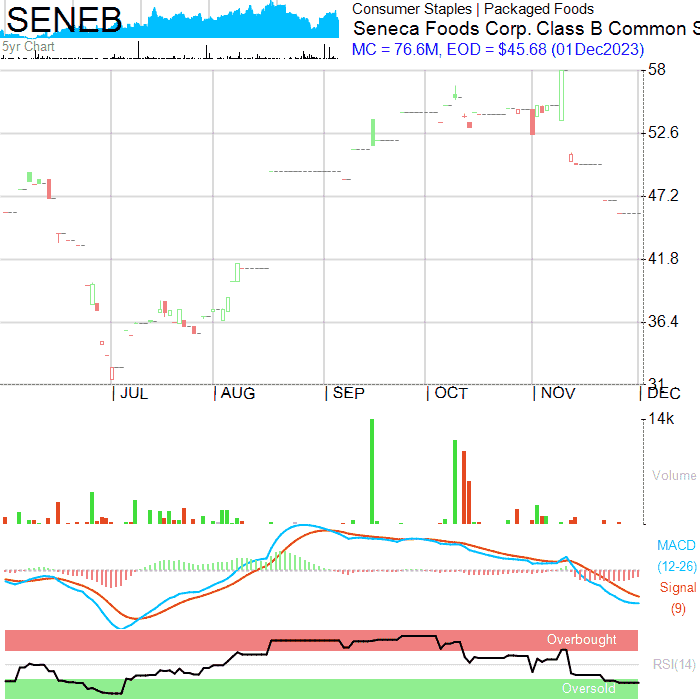 SENEB
5yr Chart
Consumer Staples | Packaged Foods
Seneca Foods Corp. Class B Common S
MC = 76.6M, EOD = $45.68 (01Dec2023)
58
52.6
47.2
41.8
36.4
31
| JUL | AUG | SEP | OCT | NOV | DEC
14k
Volume
MACD
(12-26)
Signal
(9)
Overbought
RSI(14)
Oversold